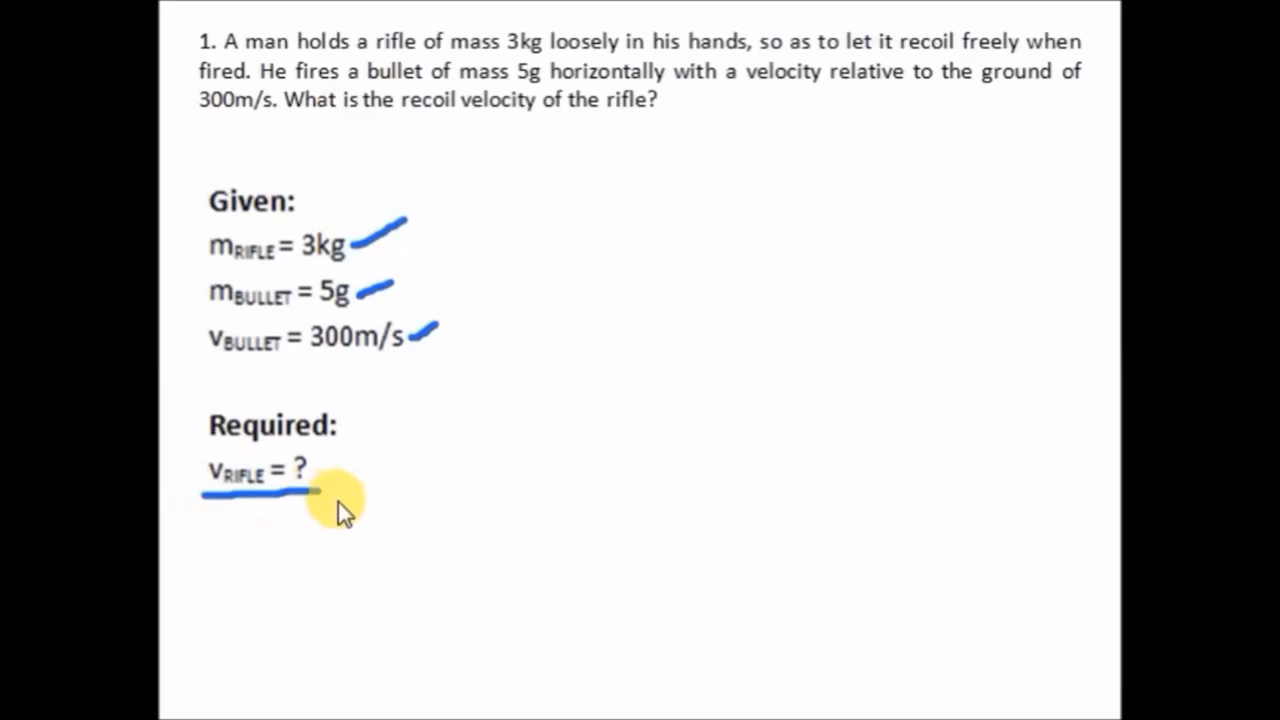 1. A man holds a rifle of mass 3kg loosely in his hands, so as to let it recoil freely when
fired. He fires a bullet of mass 5g horizontally with a velocity relative to the ground of
300m/s. What is the recoil velocity of the rifle?
Given:
mRIFLE = 3kg
mBULLET = 5g
vBULLET = 300m/s
Required:
vRIFLE = ?